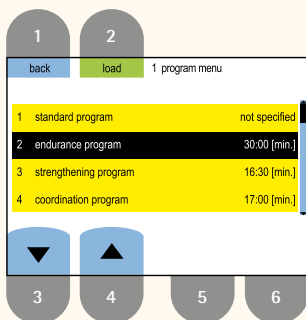 1 2
back load 1 program menu
1 standard program not specified
2 endurance program 30:00 [min.]
3 strengthening program 16:30 [min.]
4 coordination program 17:00 [min.]
3 4 5 6